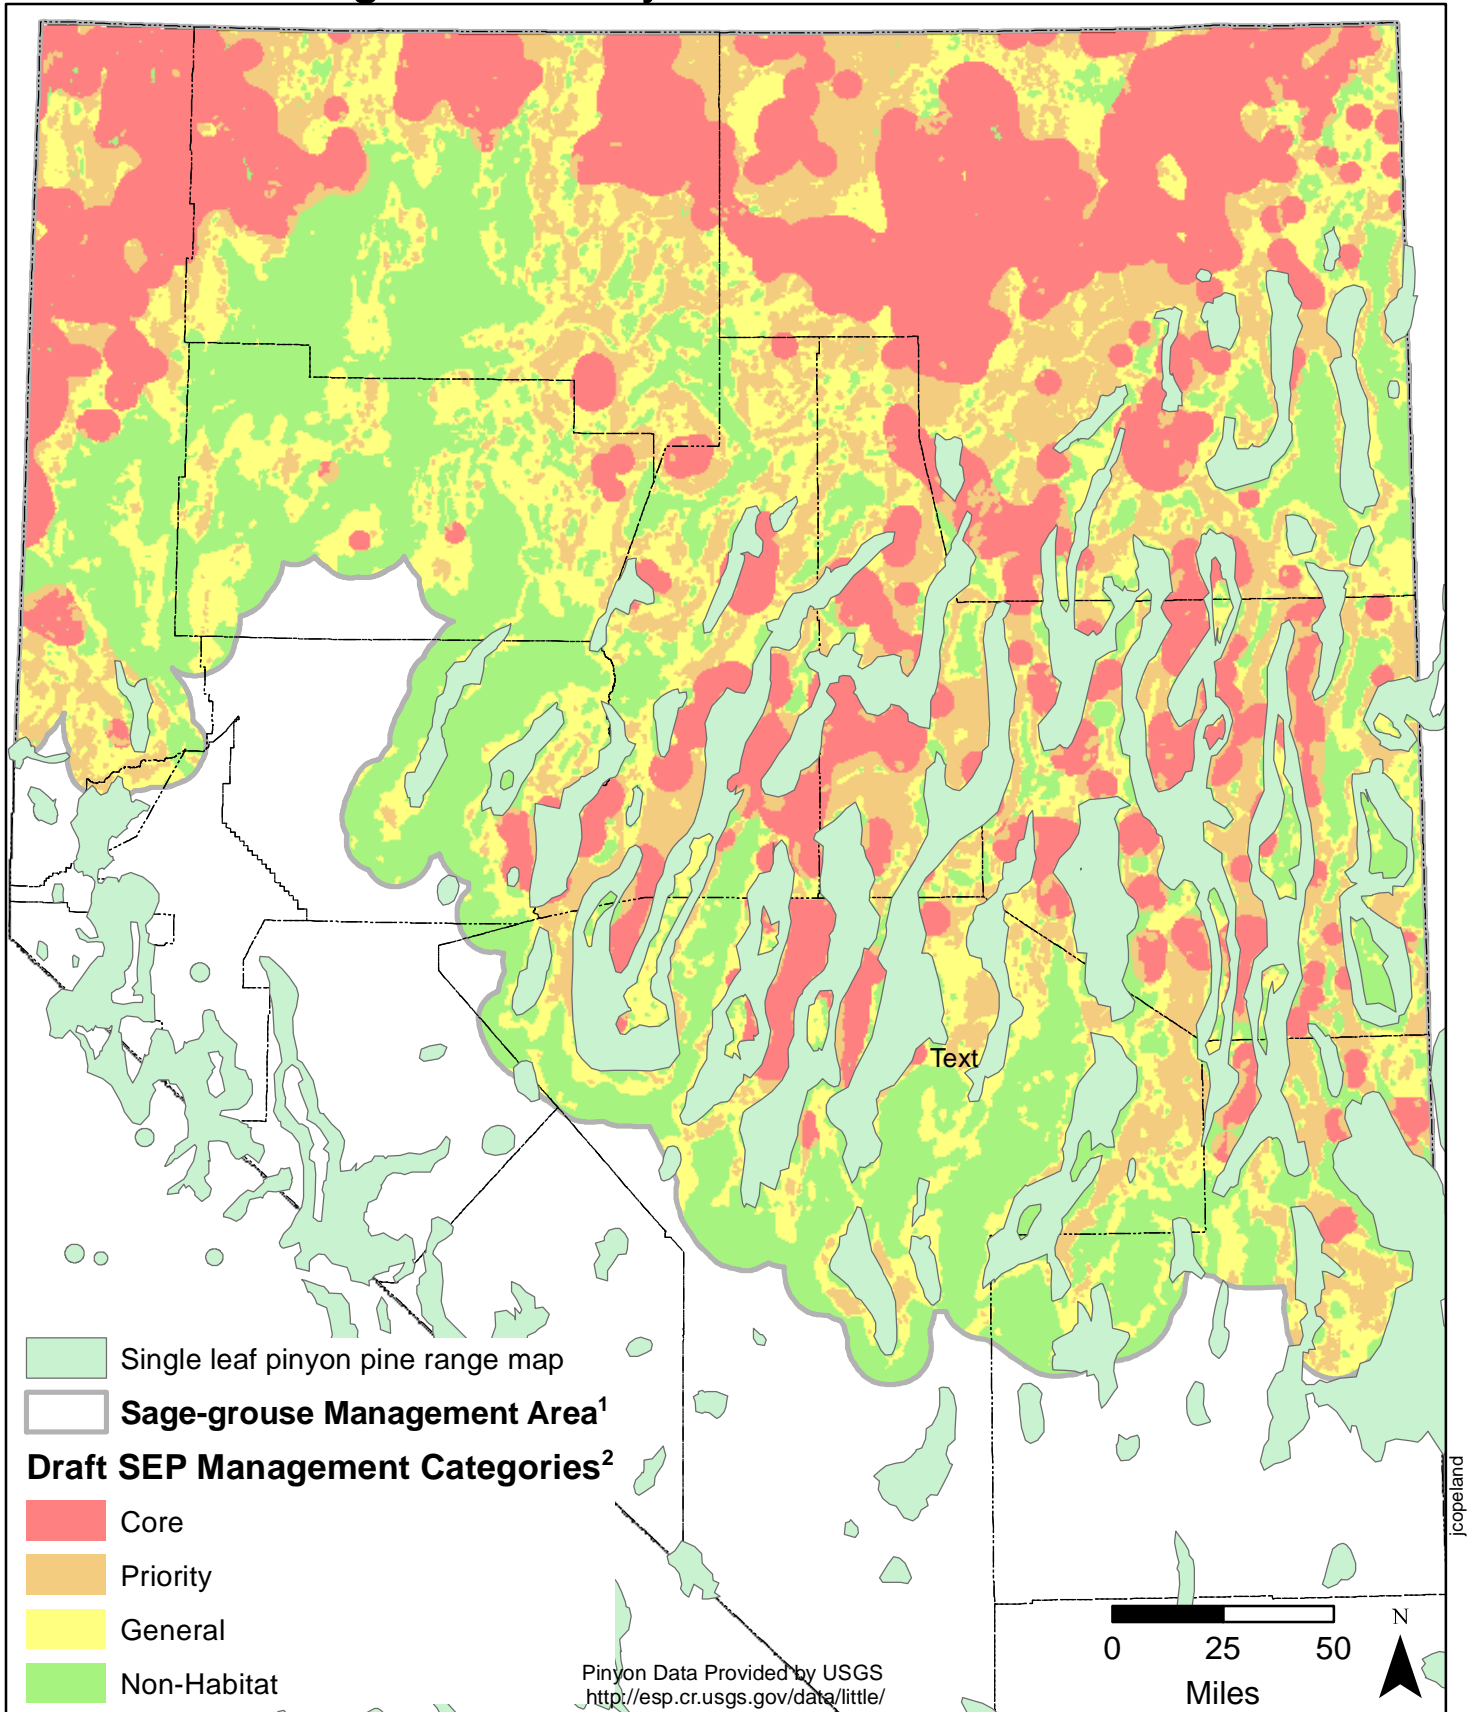 Text
Single leaf pinyon pine range map
Sage-grouse Management Area1
Draft SEP Management Categories2
Core
Priority
General
Non-Habitat
Pinyon Data Provided by USGS
http://esp.cr.usgs.gov/data/little/
0 25 50
Miles
N
jcopeland